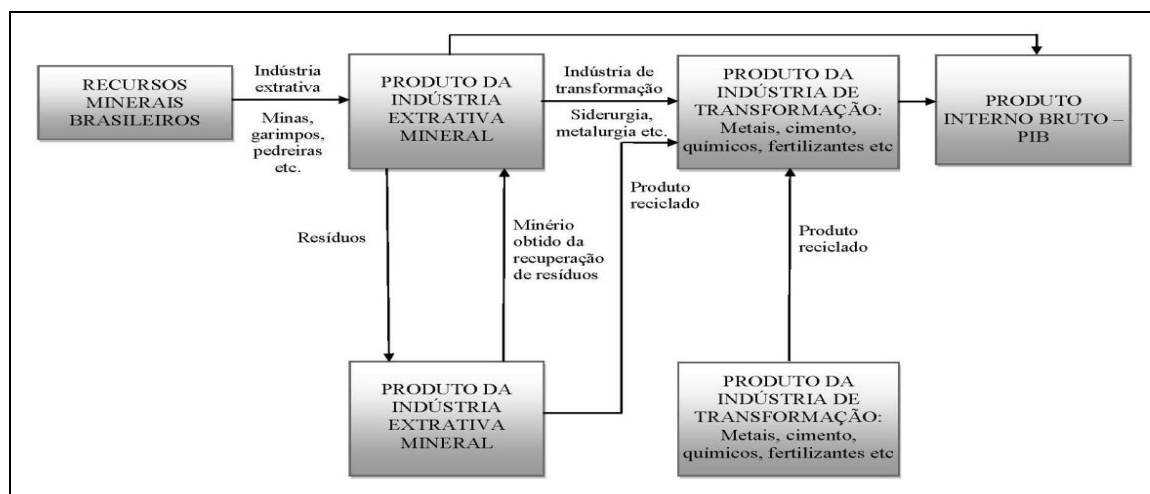 RECURSOS
MINERAIS
BRASILEIROS
Indústria
extrativa
Minas,
garimpos,
pedreiras
etc.
PRODUTO DA
INDÚSTRIA
EXTRATIVA
MINERAL
Indústria de
transformação
Siderurgia,
metalurgia etc.
PRODUTO DA
INDÚSTRIA DE
TRANSFORMAÇÃO:
Metais, cimento,
químicos, fertilizantes etc
PRODUTO
INTERNO BRUTO –
PIB
Resíduos
Minério
obtido da
recuperação
de resíduos
Produto
reciclado
Produto
reciclado
PRODUTO DA
INDÚSTRIA
EXTRATIVA
MINERAL
PRODUTO DA
INDÚSTRIA DE
TRANSFORMAÇÃO:
Metais, cimento,
químicos, fertilizantes etc